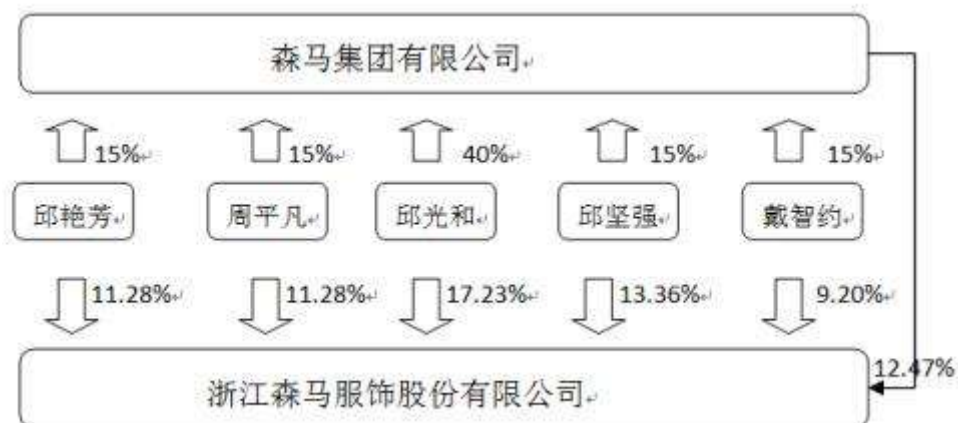 森马集团有限公司
15% 15% 40% 15% 15%
邱艳芳 周平凡 邱光和 邱坚强 戴智约
11.28% 11.28% 17.23% 13.36% 9.20%
12.47%
浙江森马服饰股份有限公司